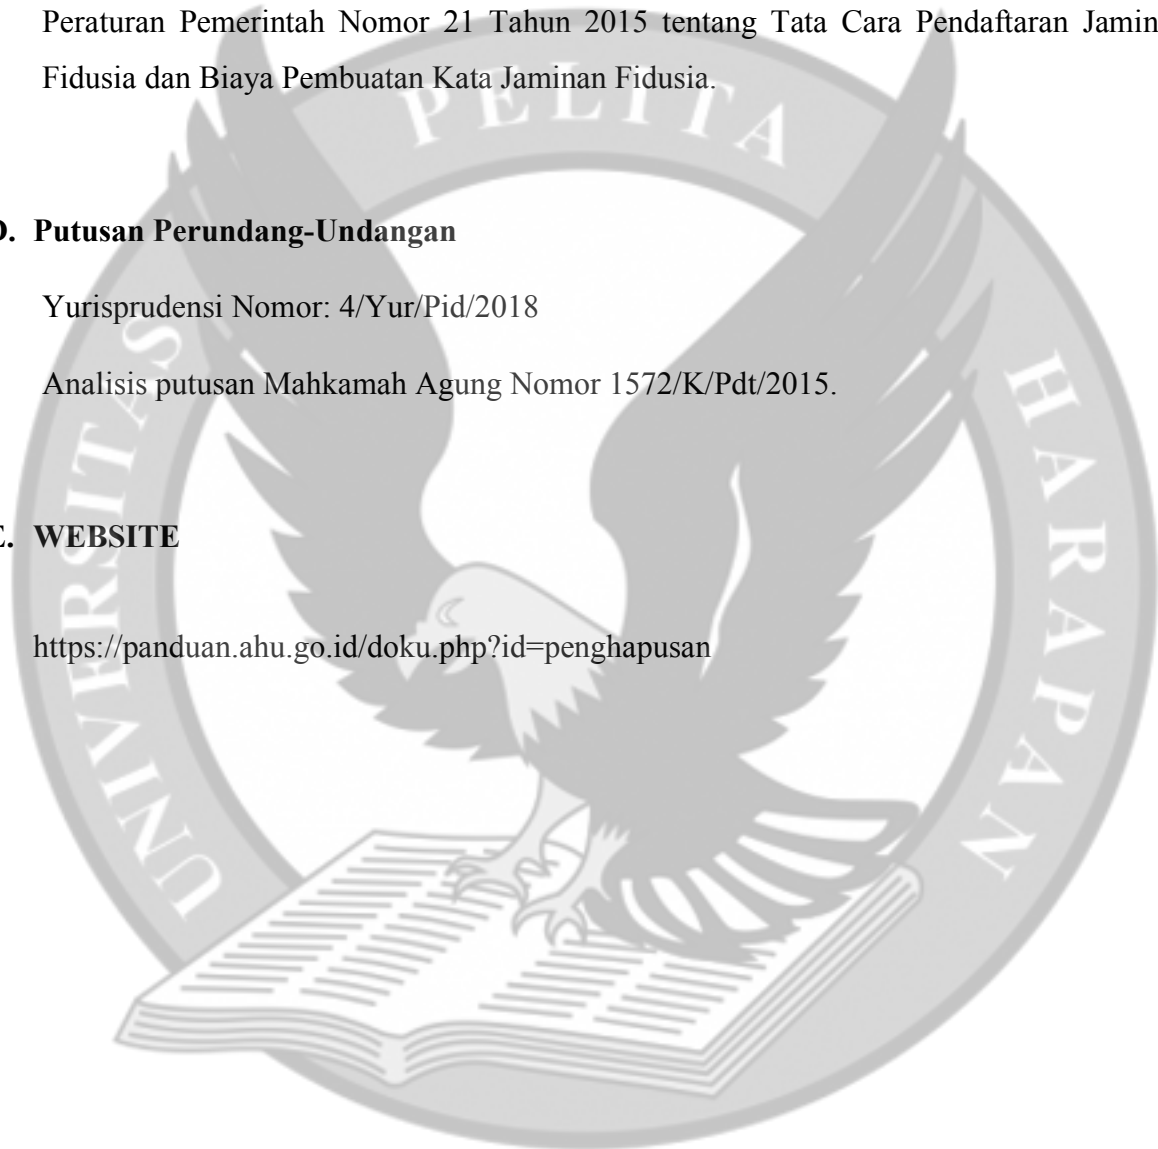 Peraturan Pemerintah Nomor 21 Tahun 2015 tentang Tata Cara Pendaftaran Jamin
Fidusia dan Biaya Pembuatan Kata Jaminan Fidusia.
PELITA
D. Putusan Perundang-Undangan
Yurisprudensi Nomor: 4/Yur/Pid/2018
Analisis putusan Mahkamah Agung Nomor 1572/K/Pdt/2015.
E. WEBSITE
https://panduan.ahu.go.id/doku.php?id=penghapusan
UNIVERSITAS
HARAPAN